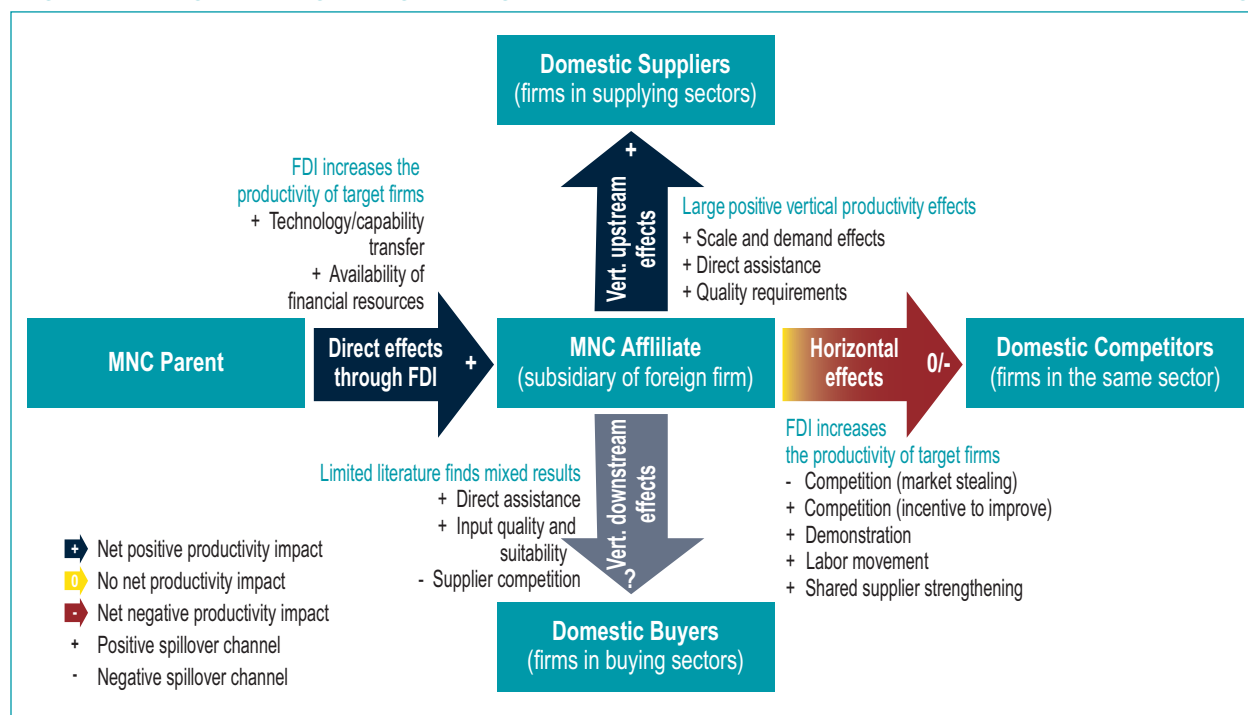 Domestic Suppliers
(firms in supplying sectors)
+
Vert. upstream
effects
FDI increases the
productivity of target firms
+ Technology/capability
transfer
+ Availability of
financial resources
Large positive vertical productivity effects
+ Scale and demand effects
+ Direct assistance
+ Quality requirements
MNC Parent
Direct effects
through FDI
+
MNC Affliliate
(subsidiary of foreign firm)
Horizontal
effects
0/-
Domestic Competitors
(firms in the same sector)
Limited literature finds mixed results
+ Direct assistance
+ Input quality and
suitability
- Supplier competition
Vert. downstream
effects
?
FDI increases
the productivity of target firms
- Competition (market stealing)
+ Competition (incentive to improve)
+ Demonstration
+ Labor movement
+ Shared supplier strengthening
Domestic Buyers
(firms in buying sectors)
+ Net positive productivity impact
0 No net productivity impact
- Net negative productivity impact
+ Positive spillover channel
- Negative spillover channel